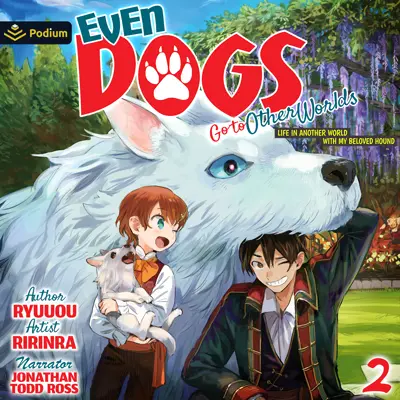 Podium
EVEN
DOGS
Go to Other Worlds
LIFE IN ANOTHER WORLD
WITH MY BELOVED HOUND
Author
RYUUOU
Artist
RIRINRA
Narrator
JONATHAN
TODD ROSS
2